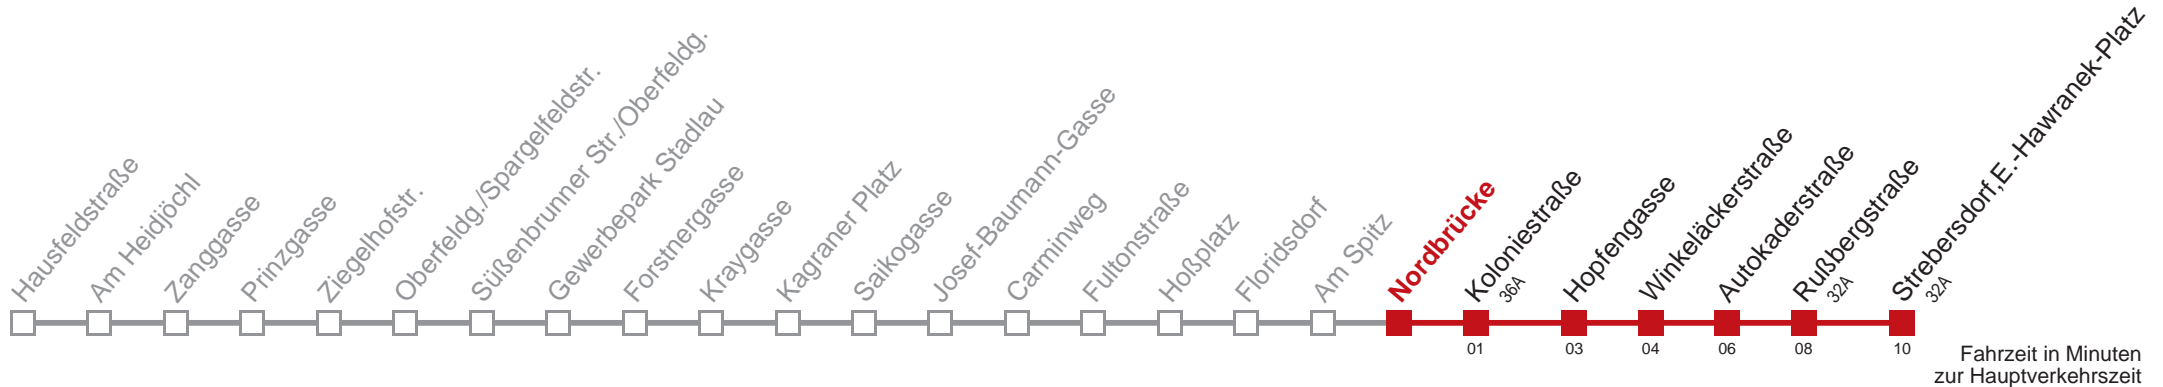 Hausfeldstraße
Am Heidjöchl
Zanggasse
Prinzgasse
Ziegelhofstr.
Oberfeldg./Spargelfeldstr.
Süßenbrunner Str./Oberfeldg.
Gewerbepark Stadlau
Forstnergasse
Kraygasse
Kagraner Platz
Saikogasse
Josef-Baumann-Gasse
Carminweg
Fultonstraße
Hoßplatz
Floridsdorf
Am Spitz
Nordbrücke
Koloniestraße
36A
Hopfengasse
Winkeläckerstraße
Autokaderstraße
Rußbergstraße
32A
Strebersdorf,E.-Hawranek-Platz
32A
01 03 04 06 08 10
Fahrzeit in Minuten
zur Hauptverkehrszeit